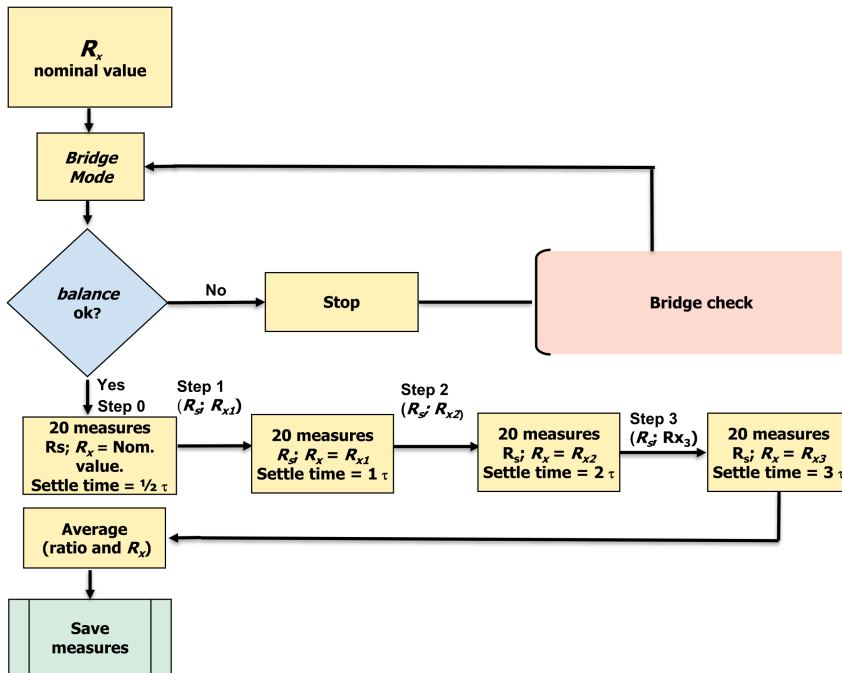 Rx
nominal value
Bridge
Mode
balance
ok?
No
Stop
Bridge check
Yes
Step 0
Step 1
(Rs; Rx1)
Step 2
(Rs; Rx2)
Step 3
(Rs; Rx3)
20 measures
Rs; Rx = Nom.
value.
Settle time = ½ τ
20 measures
Rs; Rx = Rx1
Settle time = 1 τ
20 measures
Rs; Rx = Rx2
Settle time = 2 τ
20 measures
Rs; Rx = Rx3
Settle time = 3 τ
Average
(ratio and Rx)
Save
measures